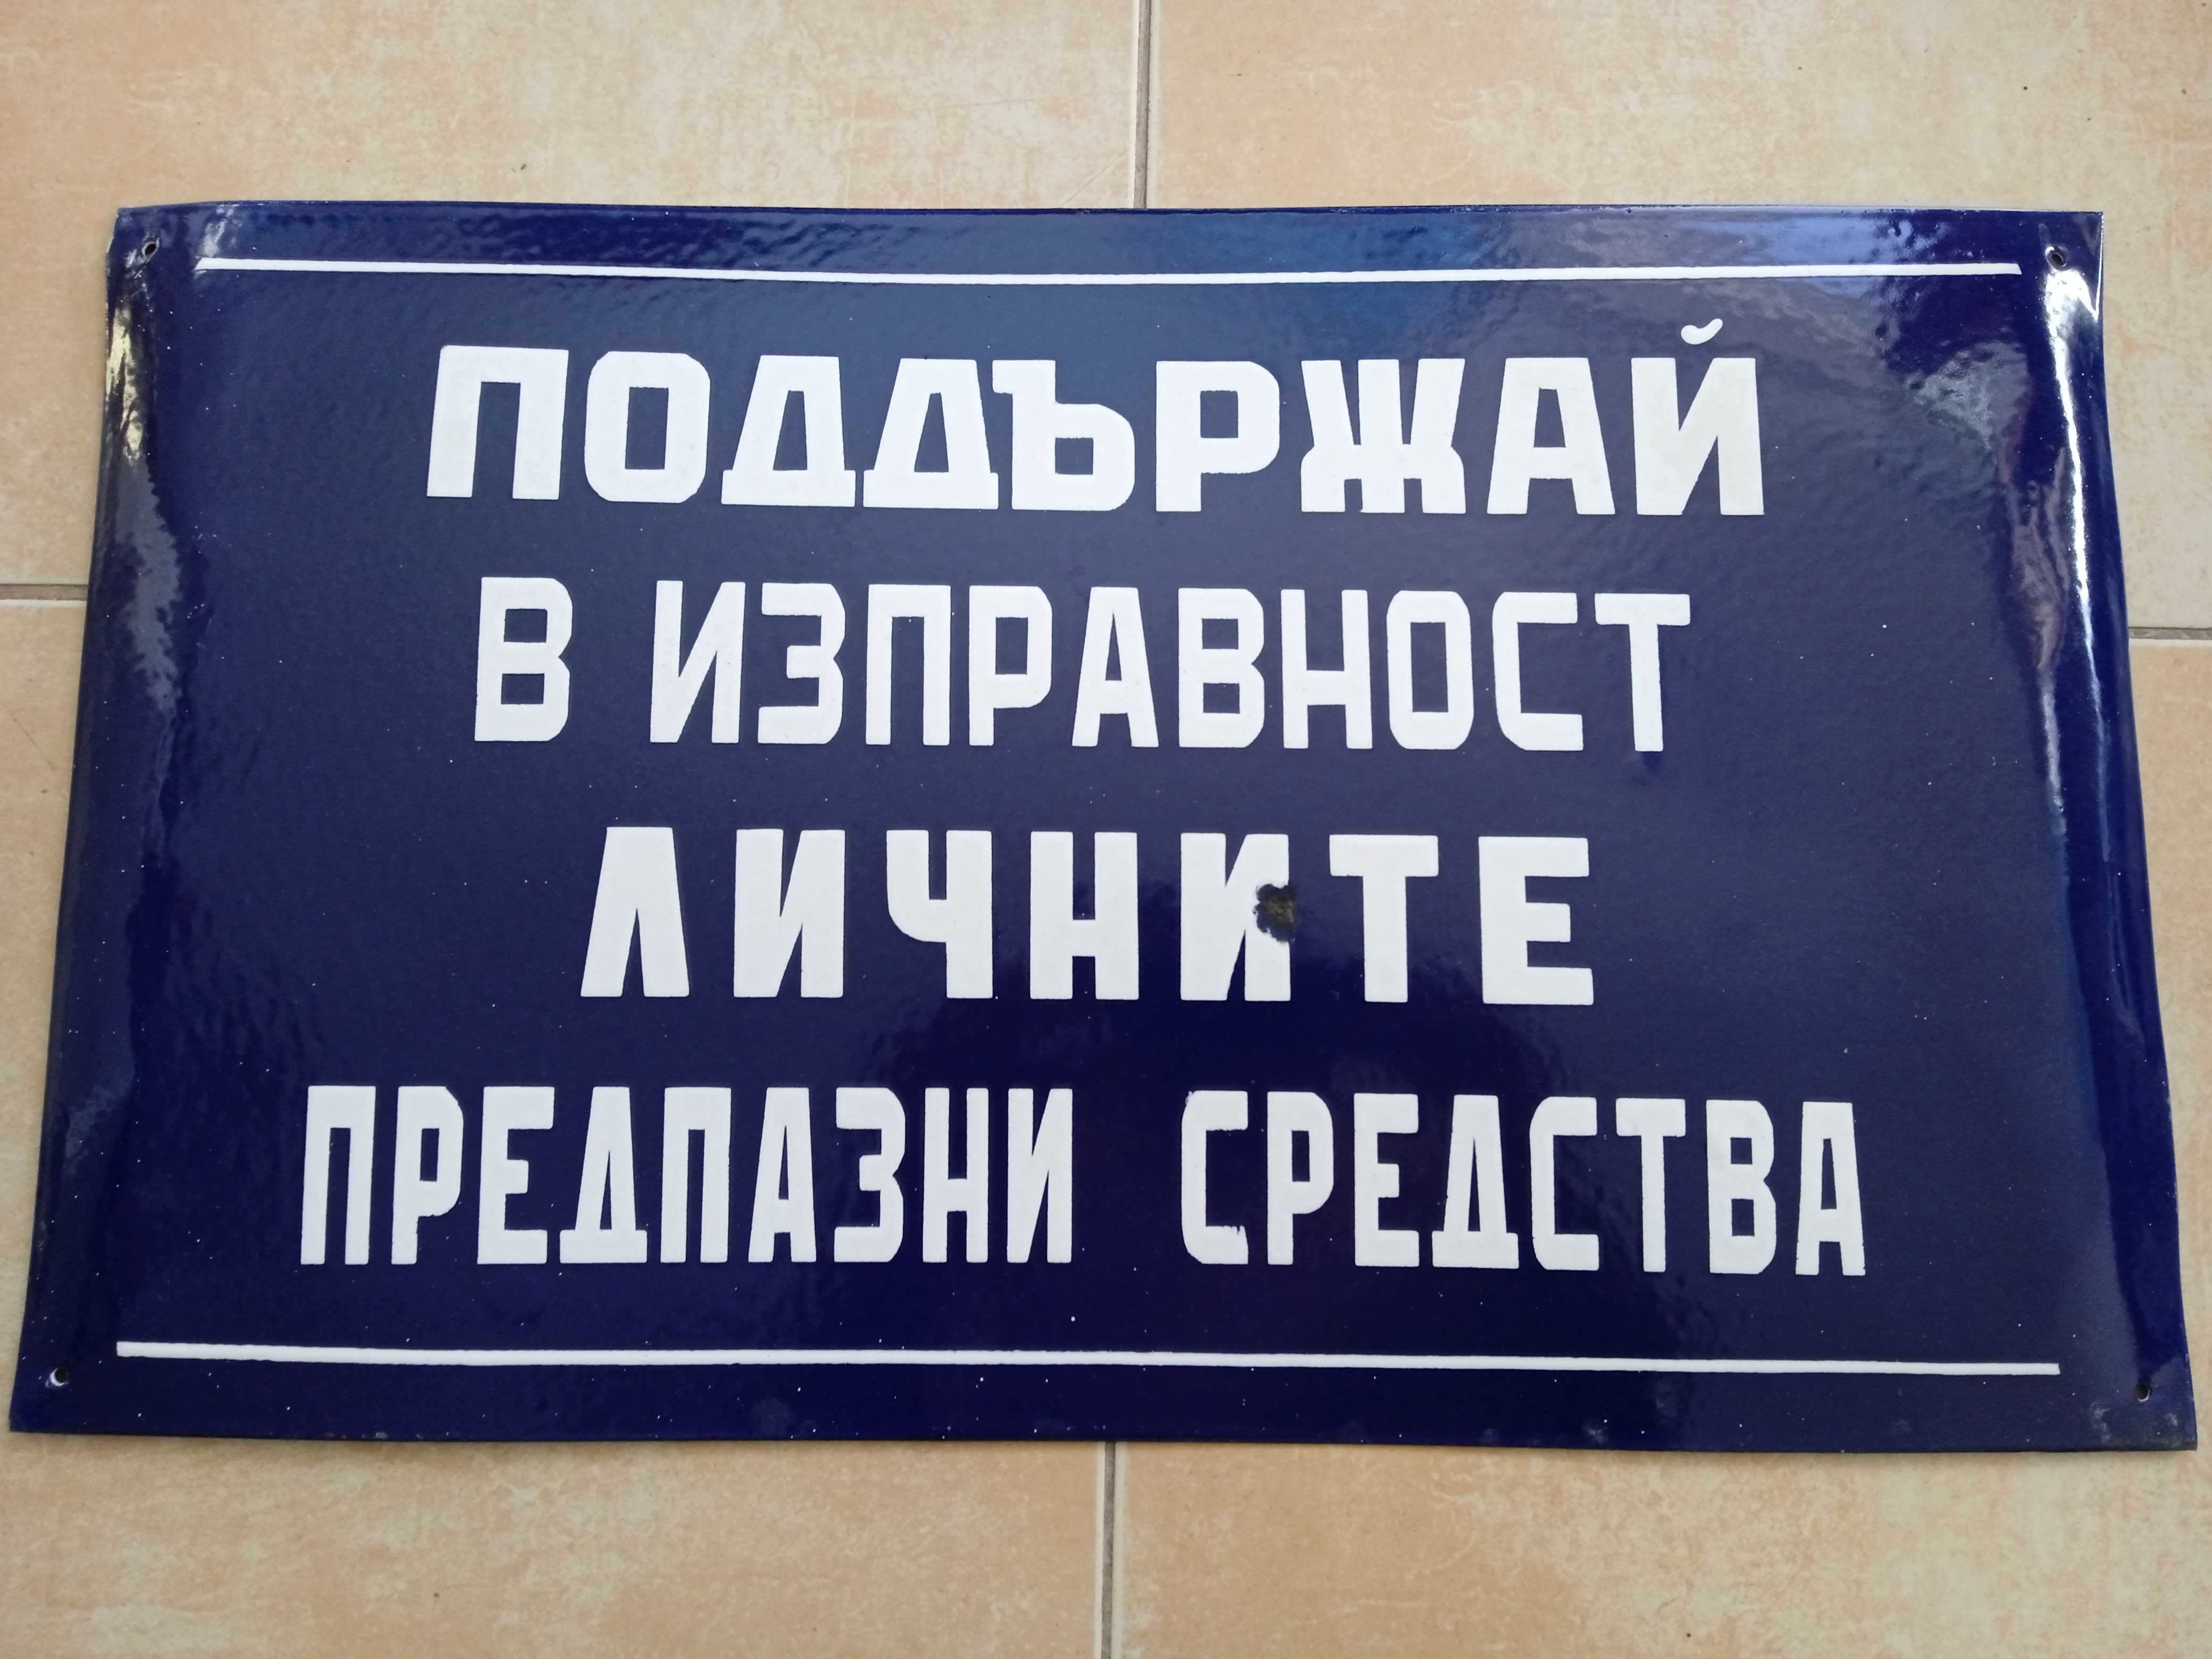 ПОДДЪРЖАЙ
В ИЗПРАВНОСТ
ЛИЧНИТЕ
ПРЕДПАЗНИ СРЕДСТВА